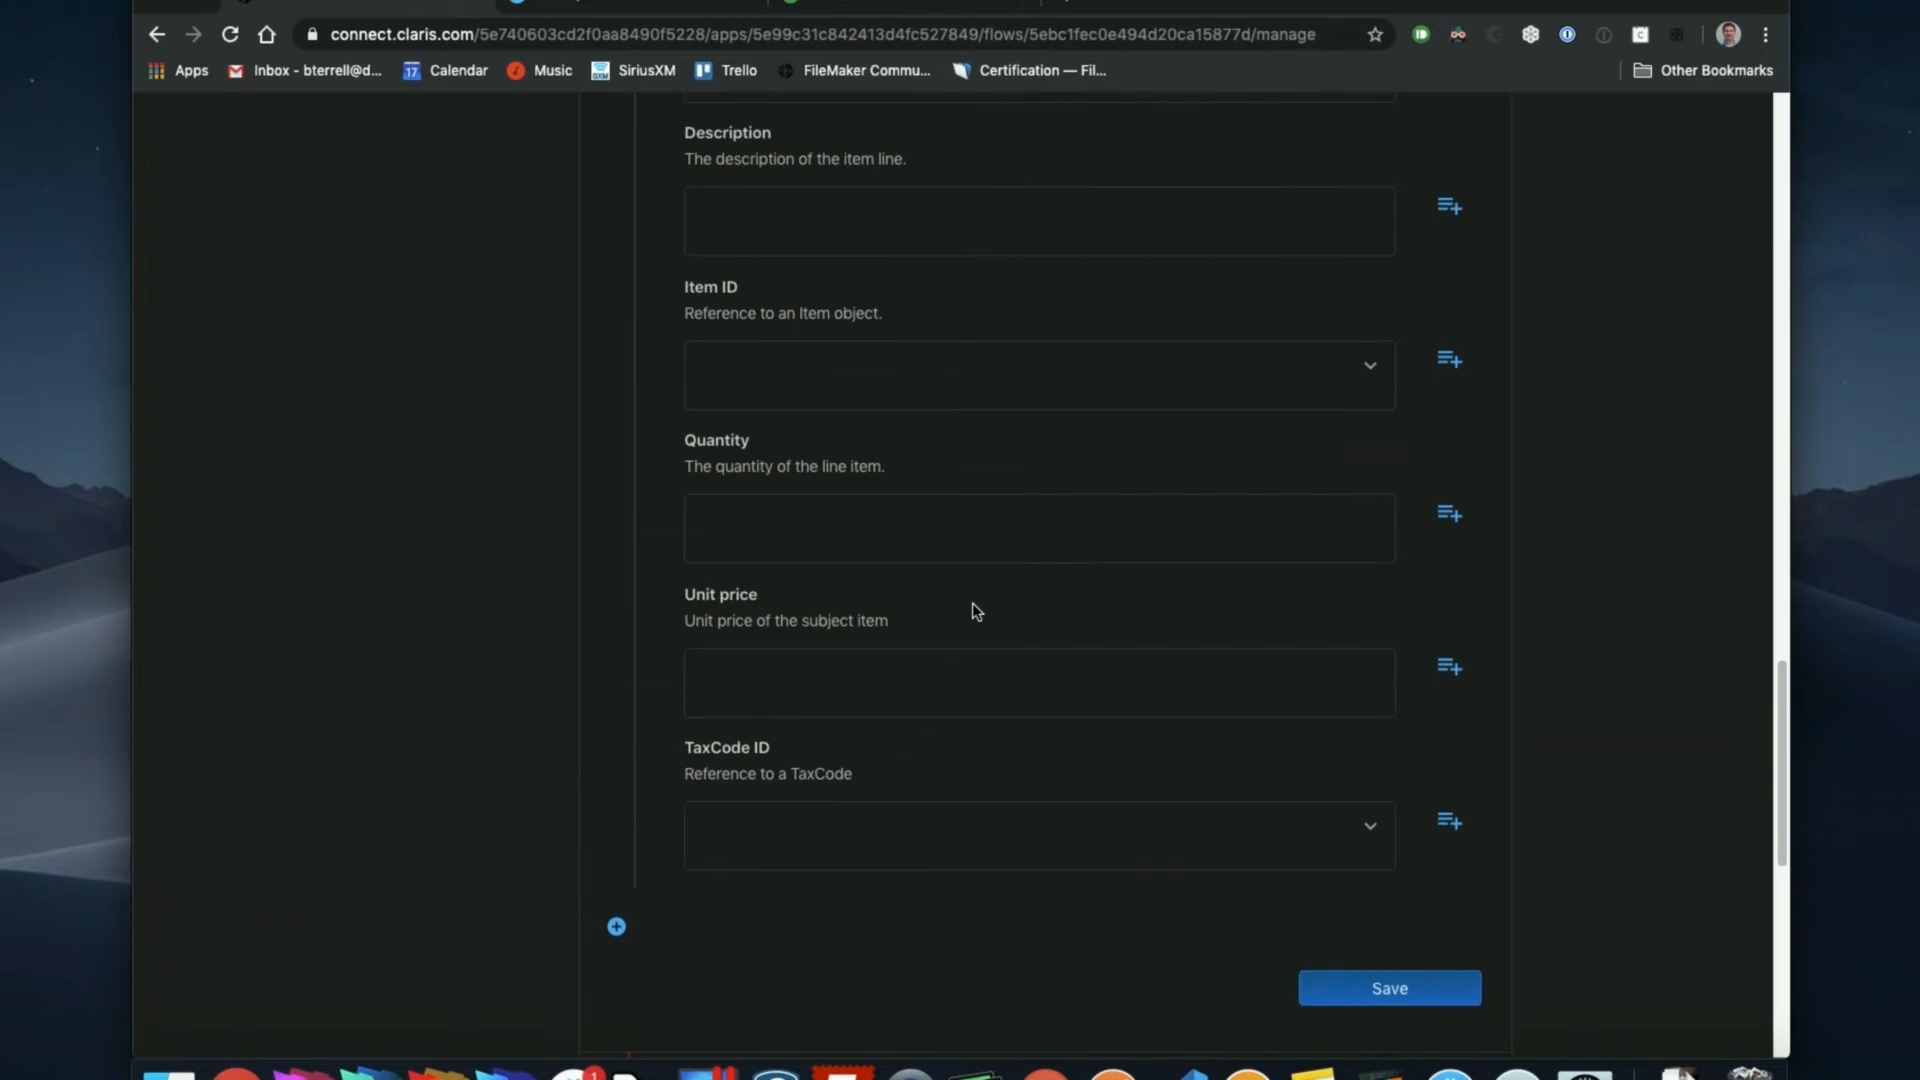 connect.claris.com/5e740603cd2f0aa8490f5228/apps/5e99c31c842413d4fc527849/flows/5ebc1fec0e494d20ca15877d/manage
Apps
Inbox - bterrell@d...
17
Calendar
Music
SXM
SiriusXM
Trello
FileMaker Commu...
Certification — Fil...
Other Bookmarks
Description
The description of the item line.
Item ID
Reference to an Item object.
Quantity
The quantity of the line item.
Unit price
Unit price of the subject item
TaxCode ID
Reference to a TaxCode
Save
1